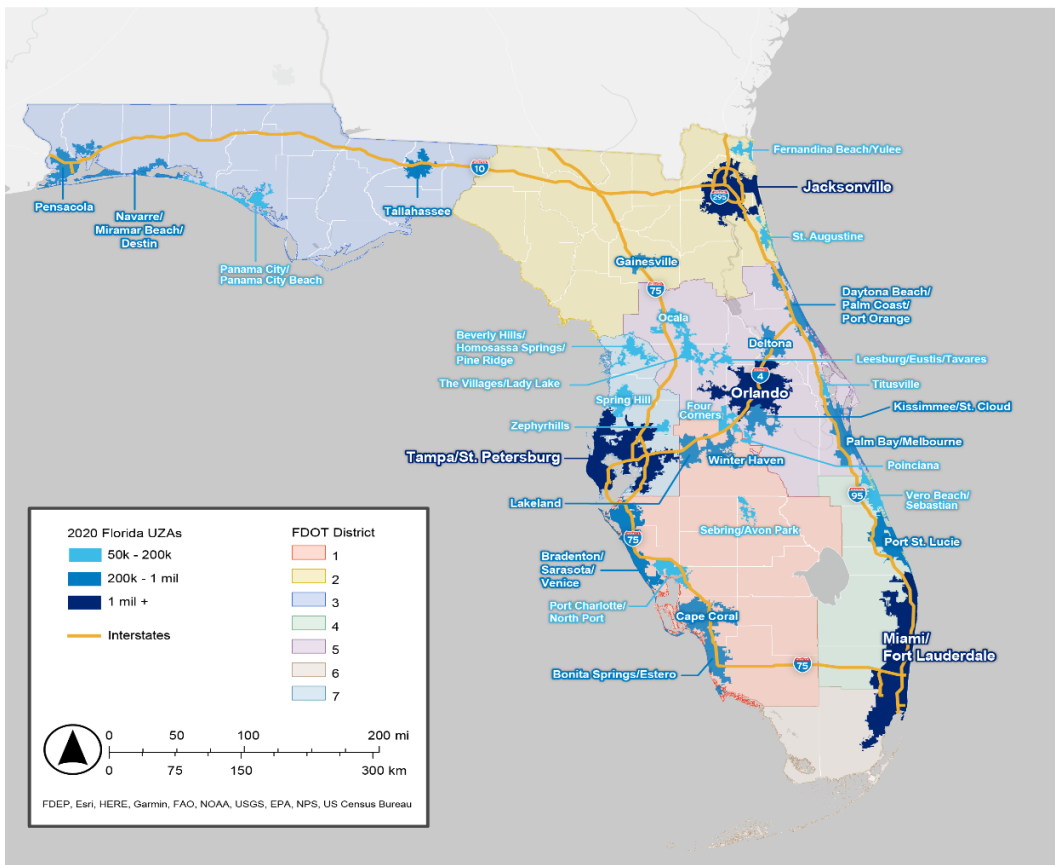 Fernandina Beach/Yulee
Jacksonville
10
295
Pensacola
Navarre/
Miramar Beach/
Destin
Tallahassee
St. Augustine
Panama City/
Panama City Beach
Gainesville
75
Daytona Beach/
Palm Coast/
Port Orange
Ocala
Beverly Hills/
Homosassa Springs/
Pine Ridge
Deltona
Leesburg/Eustis/Tavares
The Villages/Lady Lake
4
Titusville
Orlando
Spring Hill
Four
Corners
Kissimmee/St. Cloud
Zephyrhills
Palm Bay/Melbourne
Tampa/St. Petersburg
Winter Haven
Poinciana
Lakeland
95
Vero Beach/
Sebastian
Sebring/Avon Park
75
Port St. Lucie
Bradenton/
Sarasota/
Venice
Port Charlotte/
North Port
Cape Coral
Miami/
Fort Lauderdale
75
Bonita Springs/Estero
2020 Florida UZAs
50k - 200k
200k - 1 mil
1 mil +
Interstates
FDOT District
1
2
3
4
5
6
7
0 50 100 200 mi
0 75 150 300 km
FDEP, Esri, HERE, Garmin, FAO, NOAA, USGS, EPA, NPS, US Census Bureau